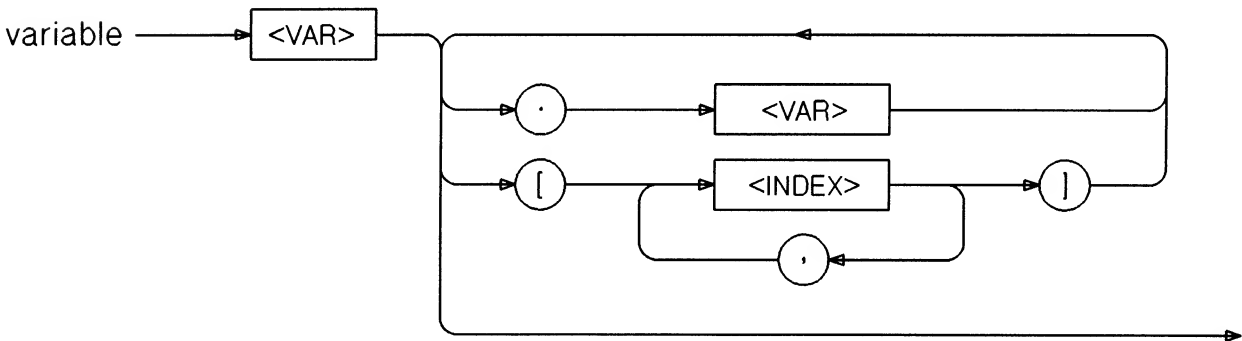 variable <VAR>
. <VAR>
[ <INDEX> ]
,